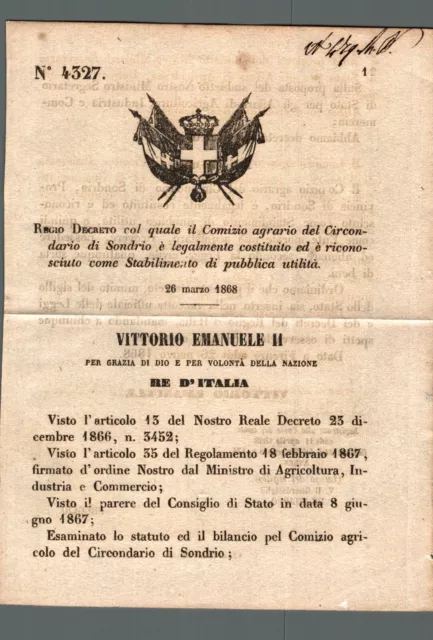 N° 4327.
1
REGIO DECRETO col quale il Comizio agrario del Circon-
dario di Sondrio è legalmente costituito ed è ricono-
sciuto come Stabilimento di pubblica utilità.
26 marzo 1868
VITTORIO EMANUELE II
PER GRAZIA DI DIO E PER VOLONTÀ DELLA NAZIONE
RE D'ITALIA
Visto l'articolo 13 del Nostro Reale Decreto 23 di-
cembre 1866, n. 3452;
Visto l'articolo 35 del Regolamento 18 febbraio 1867,
firmato d'ordine Nostro dal Ministro di Agricoltura, In-
dustria e Commercio;
Visto il parere del Consiglio di Stato in data 8 giu-
gno 1867;
Esaminato lo statuto ed il bilancio pel Comizio agri-
colo del Circondario di Sondrio;